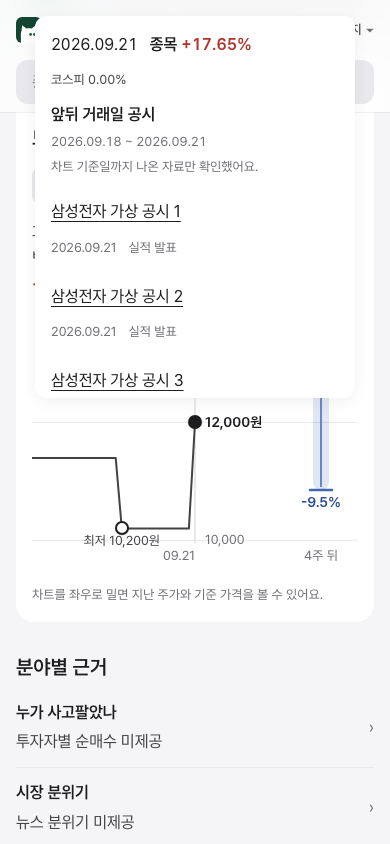 2026.09.21 종목 +17.65%
지
코스피 0.00%
앞뒤 거래일 공시
2026.09.18 ~ 2026.09.21
차트 기준일까지 나온 자료만 확인했어요.
삼성전자 가상 공시 1
2026.09.21 실적 발표
삼성전자 가상 공시 2
2026.09.21 실적 발표
삼성전자 가상 공시 3
12,000원
-9.5%
최저 10,200원
10,000
09.21
4주 뒤
차트를 좌우로 밀면 지난 주가와 기준 가격을 볼 수 있어요.
분야별 근거
누가 사고팔았나
투자자별 순매수 미제공
시장 분위기
뉴스 분위기 미제공